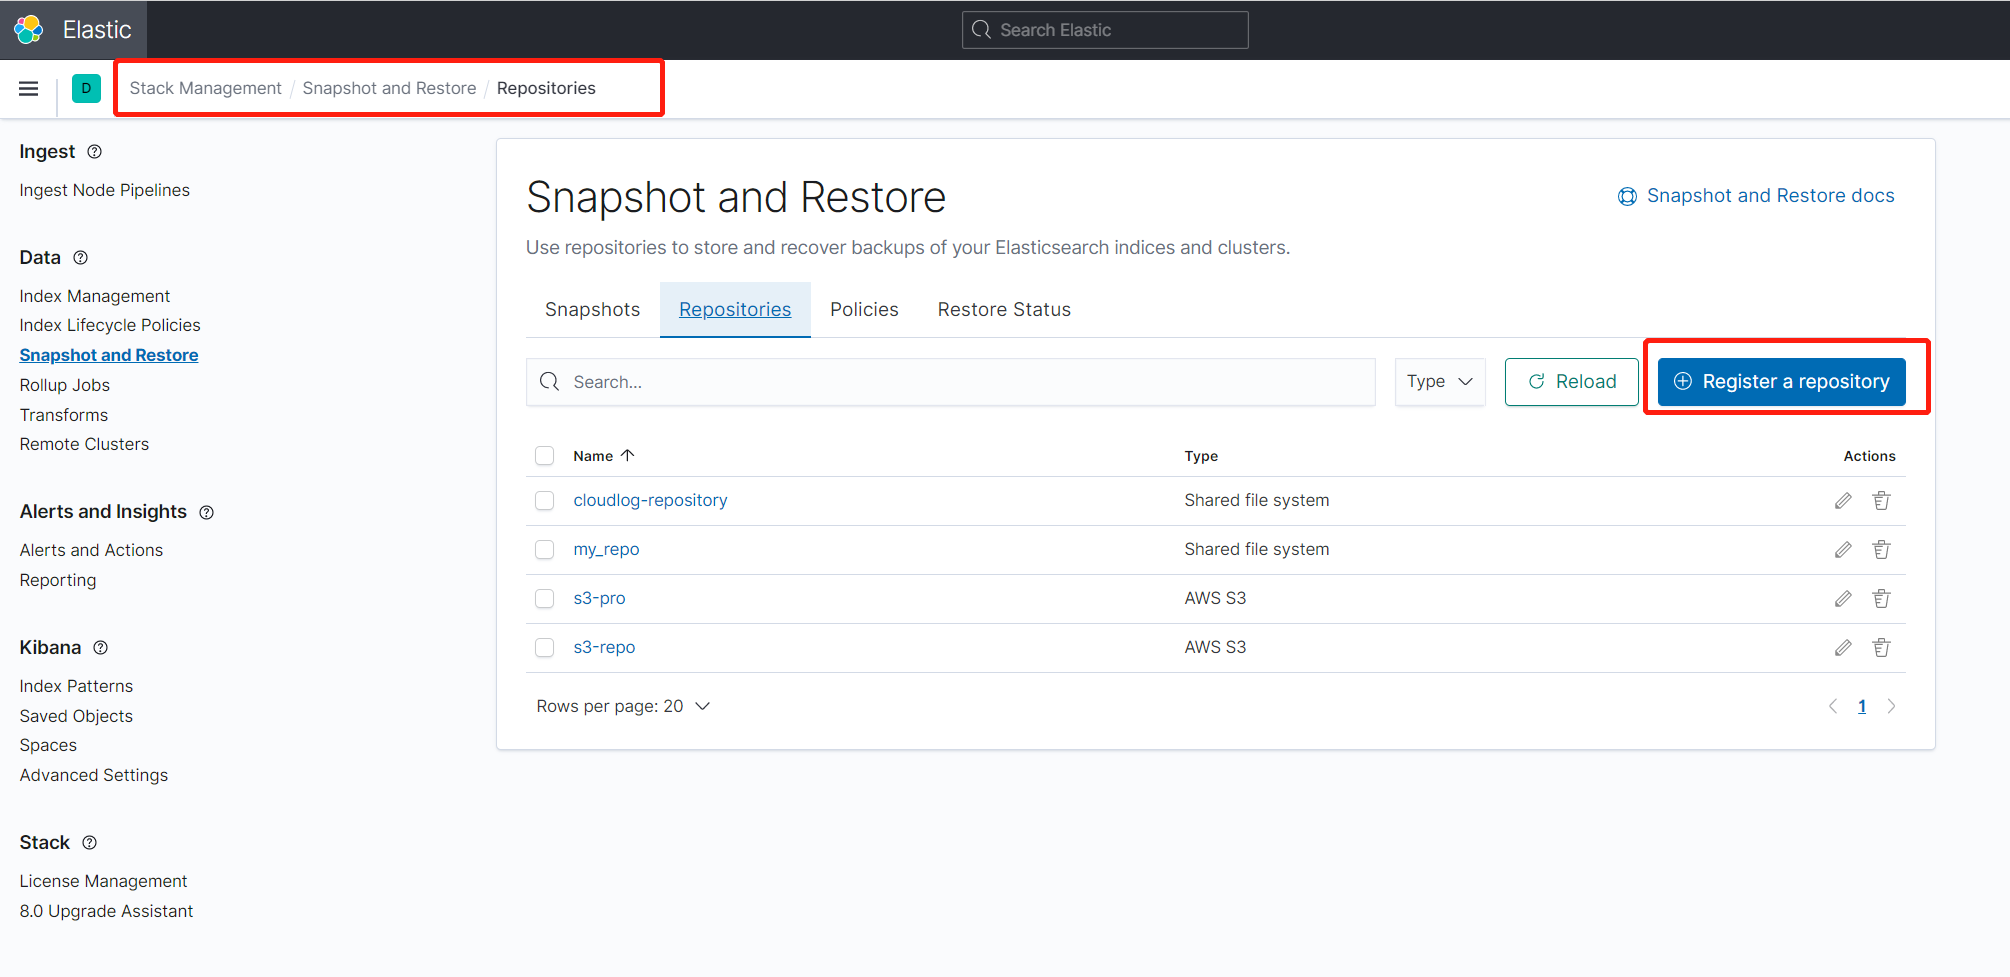 Elastic
Search Elastic
D
Stack Management / Snapshot and Restore / Repositories
Ingest
Ingest Node Pipelines
Data
Index Management
Index Lifecycle Policies
Snapshot and Restore
Rollup Jobs
Transforms
Remote Clusters
Alerts and Insights
Alerts and Actions
Reporting
Kibana
Index Patterns
Saved Objects
Spaces
Advanced Settings
Stack
License Management
8.0 Upgrade Assistant
Snapshot and Restore
Snapshot and Restore docs
Use repositories to store and recover backups of your Elasticsearch indices and clusters.
Snapshots Repositories Policies Restore Status
Search... Type Reload Register a repository
Name Type Actions
cloudlog-repository Shared file system
my_repo Shared file system
s3-pro AWS S3
s3-repo AWS S3
Rows per page: 20 1